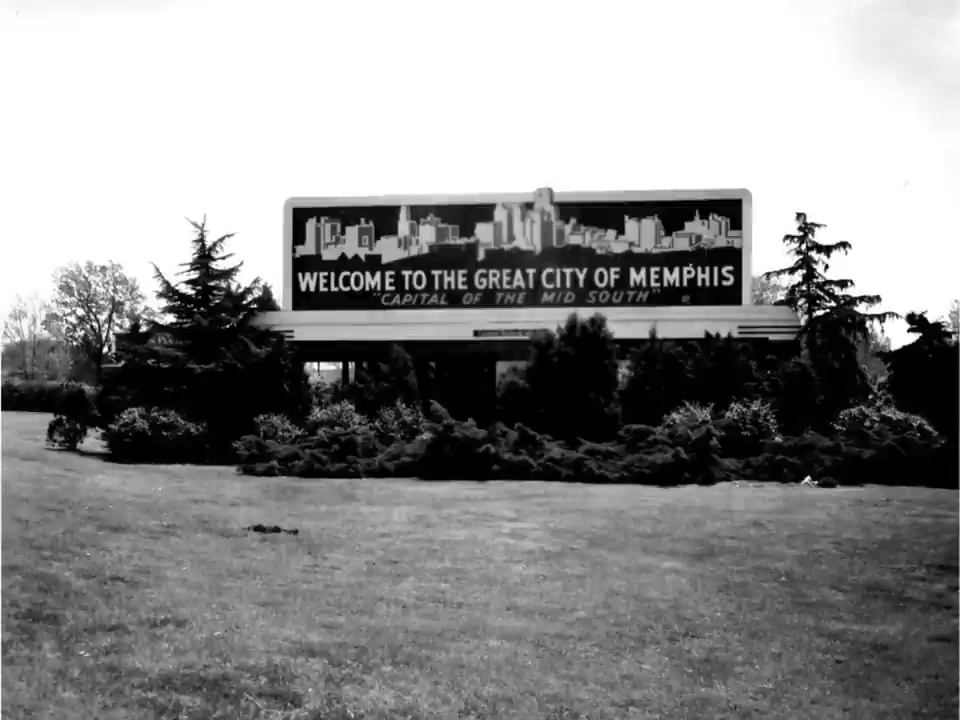 WELCOME TO THE GREAT CITY OF MEMPHIS
"CAPITAL OF THE MID SOUTH"